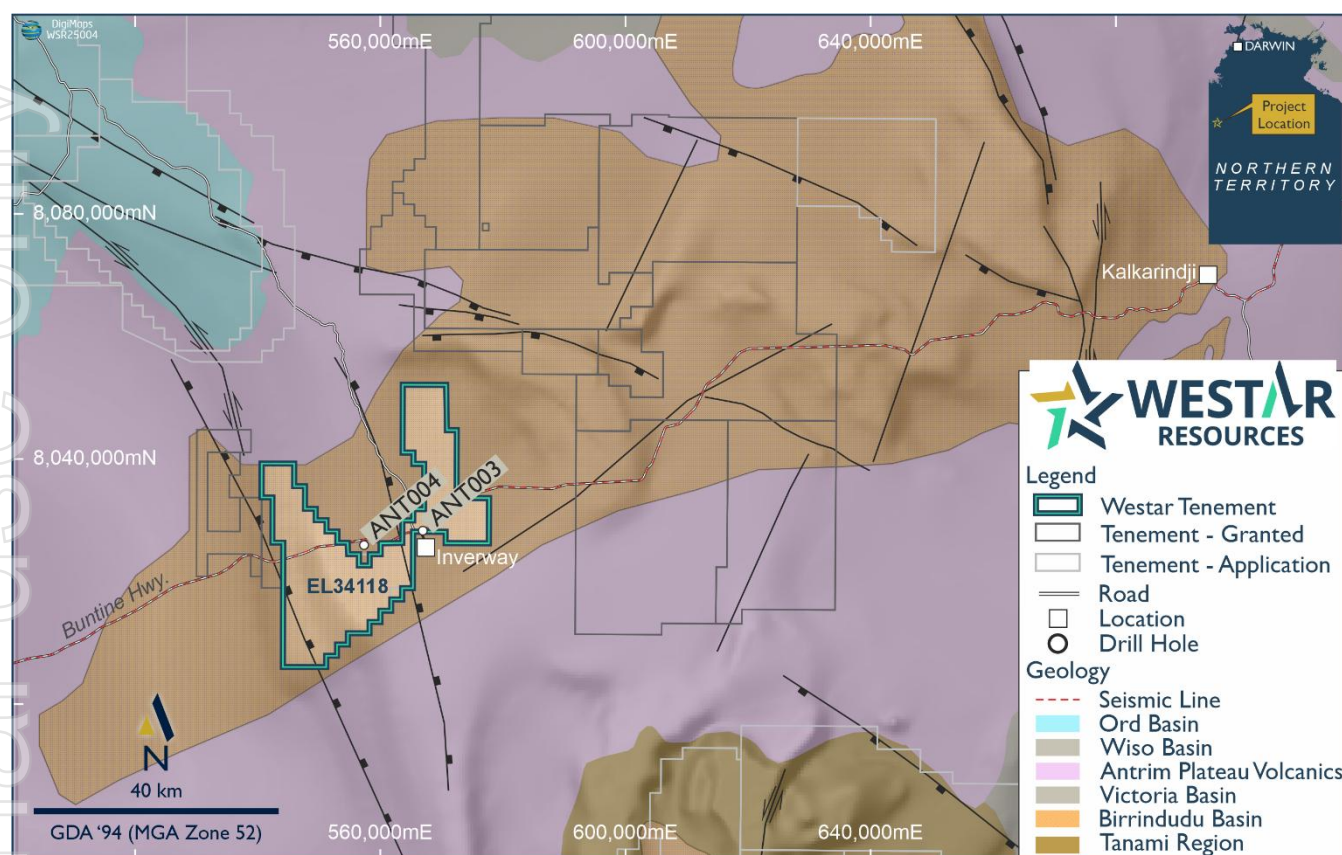 DigiMaps
WSR25004
560,000mE
600,000mE
640,000mE
DARWIN
Project
Location
NORTHERN
TERRITORY
8,080,000mN
Kalkarindji
8,040,000mN
ANT004
ANT003
Inverway
EL34118
Buntine Hwy.
N
40 km
GDA '94 (MGA Zone 52)
560,000mE
600,000mE
640,000mE
WESTAR
RESOURCES
Legend
Westar Tenement
Tenement - Granted
Tenement - Application
Road
Location
Drill Hole
Geology
Seismic Line
Ord Basin
Wiso Basin
Antrim Plateau Volcanics
Victoria Basin
Birrindudu Basin
Tanami Region